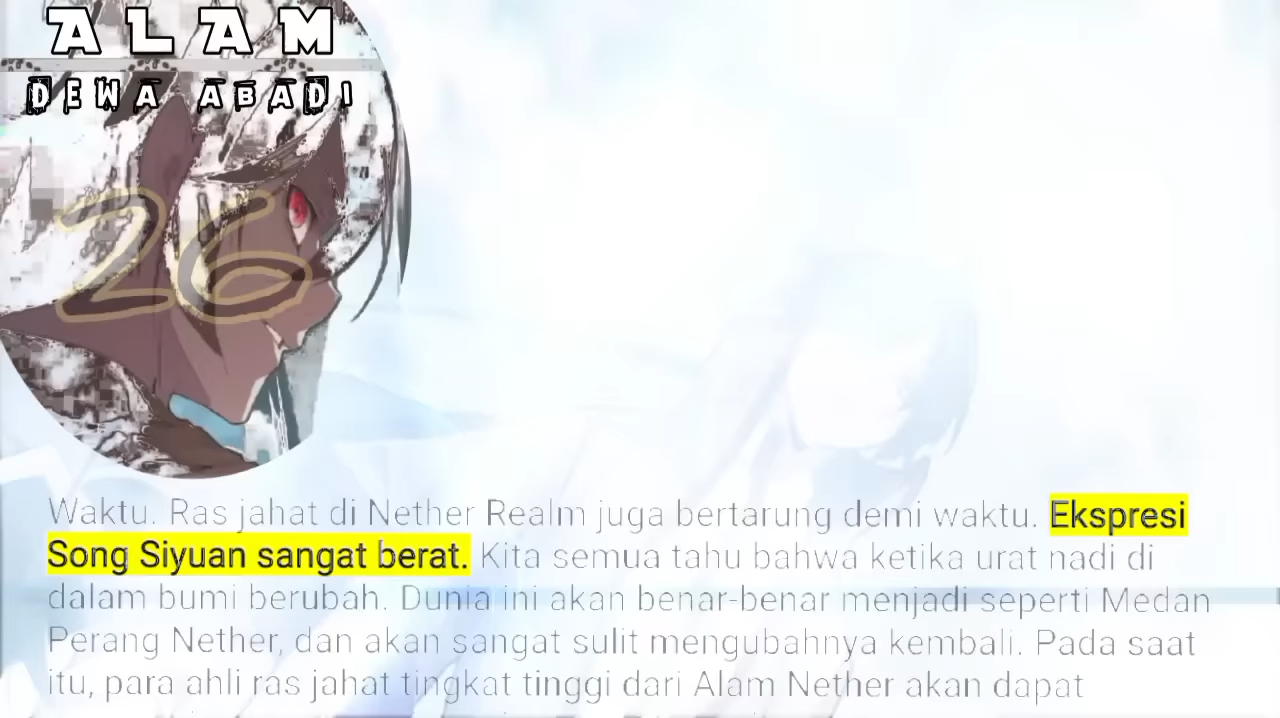 ALAM
DEWA ABADI
26
Waktu. Ras jahat di Nether Realm juga bertarung demi waktu. Ekspresi
Song Siyuan sangat berat. Kita semua tahu bahwa ketika urat nadi di
dalam bumi berubah. Dunia ini akan benar-benar menjadi seperti Medan
Perang Nether, dan akan sangat sulit mengubahnya kembali. Pada saat
itu, para ahli ras jahat tingkat tinggi dari Alam Nether akan dapat